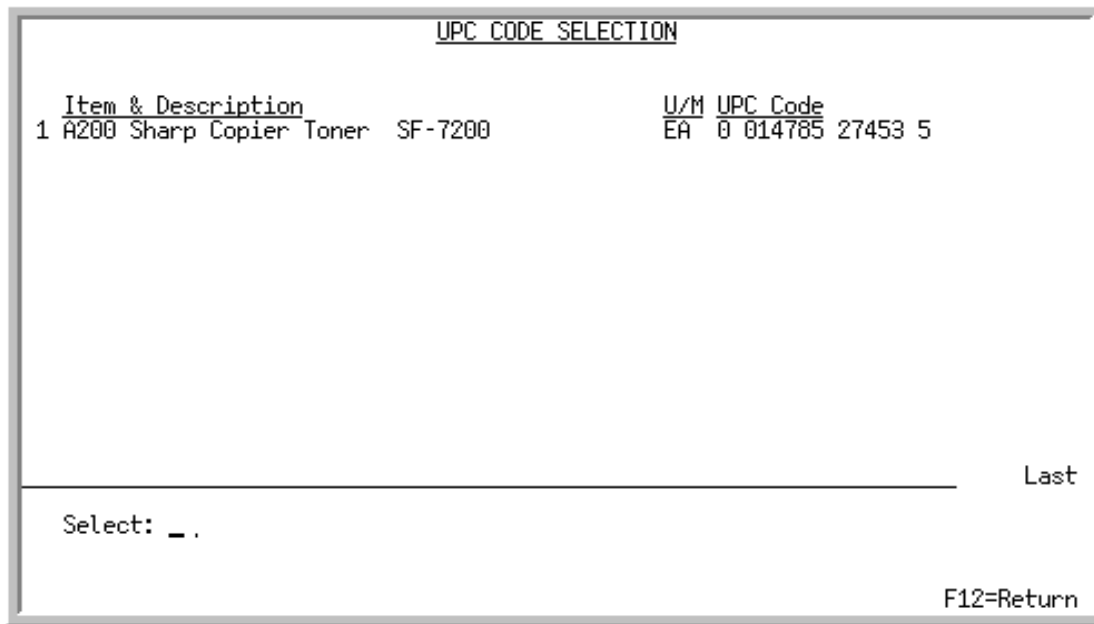 UPC CODE SELECTION
Item & Description U/M UPC Code
1 A200 Sharp Copier Toner SF-7200 EA 0 014785 27453 5
Last
Select: _ .
F12=Return